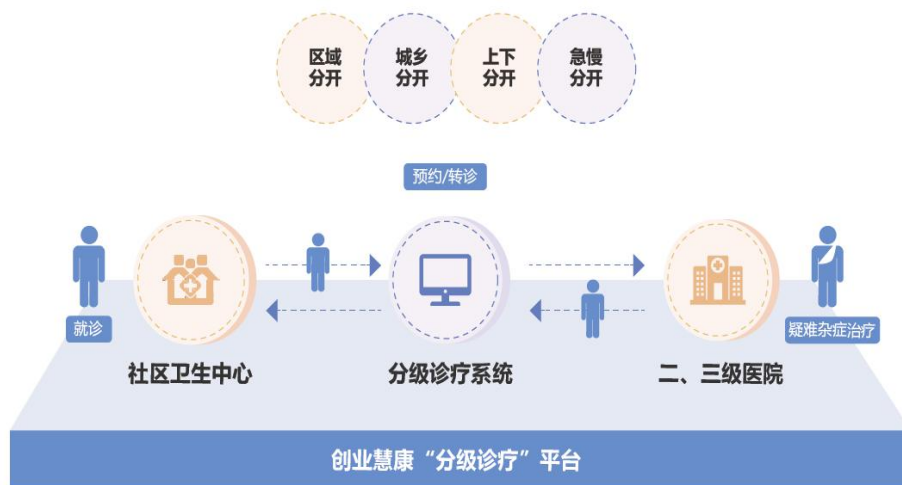 区域
分开
城乡
分开
上下
分开
急慢
分开
预约/转诊
就诊
疑难杂症治疗
社区卫生中心
分级诊疗系统
二、三级医院
创业慧康“分级诊疗”平台